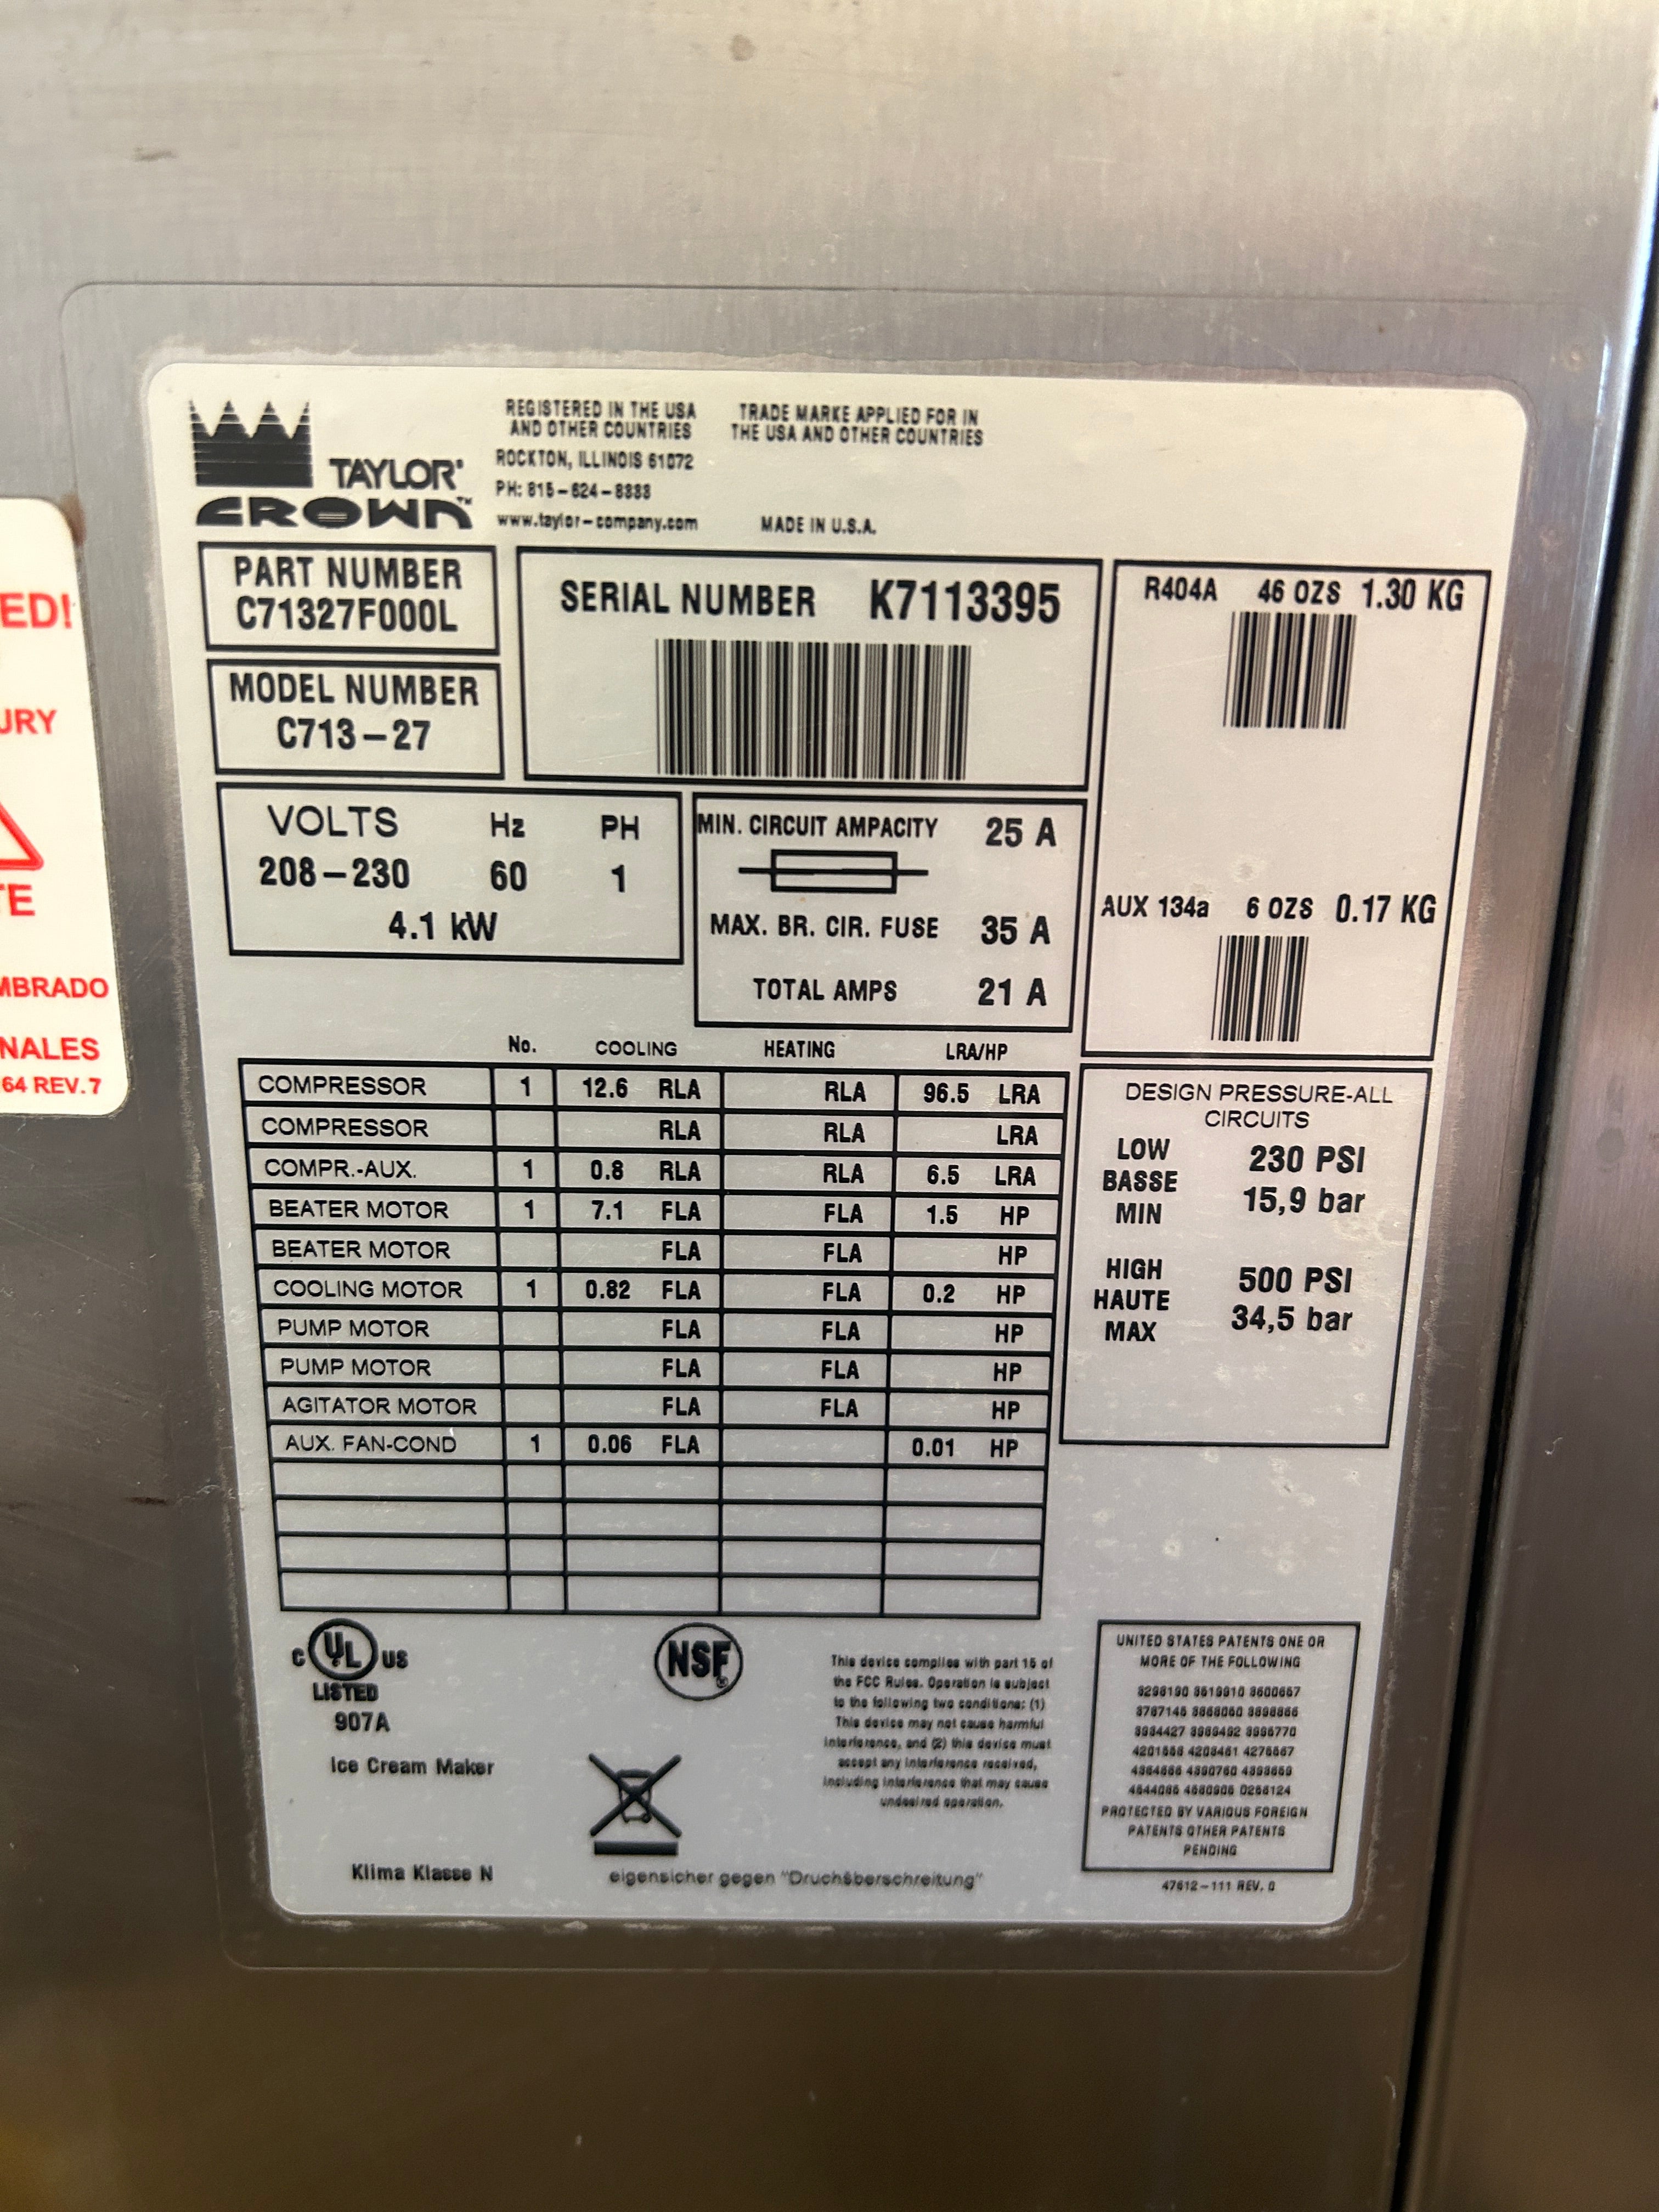 ED!
URY
TE
MBRADO
NALES
64 REV. 7
TAYLOR®
CROWN™
REGISTERED IN THE USA
AND OTHER COUNTRIES
ROCKTON, ILLINOIS 61072
PH: 815-624-8333
www.taylor-company.com
TRADE MARKE APPLIED FOR IN
THE USA AND OTHER COUNTRIES
MADE IN U.S.A.
PART NUMBER
C71327F000L
MODEL NUMBER
C713-27
SERIAL NUMBER K7113395
R404A 46 OZS 1.30 KG
AUX 134a 6 OZS 0.17 KG
VOLTS Hz PH
208-230 60 1
4.1 kW
MIN. CIRCUIT AMPACITY 25 A
MAX. BR. CIR. FUSE 35 A
TOTAL AMPS 21 A
No. COOLING HEATING LRA/HP
COMPRESSOR 1 12.6 RLA RLA 96.5 LRA
COMPRESSOR RLA RLA LRA
COMPR.-AUX. 1 0.8 RLA RLA 6.5 LRA
BEATER MOTOR 1 7.1 FLA FLA 1.5 HP
BEATER MOTOR FLA FLA HP
COOLING MOTOR 1 0.82 FLA FLA 0.2 HP
PUMP MOTOR FLA FLA HP
PUMP MOTOR FLA FLA HP
AGITATOR MOTOR FLA FLA HP
AUX. FAN-COND 1 0.06 FLA 0.01 HP
DESIGN PRESSURE-ALL
CIRCUITS
LOW
BASSE
MIN
230 PSI
15,9 bar
HIGH
HAUTE
MAX
500 PSI
34,5 bar
C UL US
LISTED
907A
Ice Cream Maker
Klima Klasse N
NSF®
This device complies with part 15 of
the FCC Rules. Operation is subject
to the following two conditions: (1)
This device may not cause harmful
interference, and (2) this device must
accept any interference received,
including interference that may cause
undesired operation.
eigensicher gegen "Druchßberschreitung"
UNITED STATES PATENTS ONE OR
MORE OF THE FOLLOWING
PROTECTED BY VARIOUS FOREIGN
PATENTS OTHER PATENTS
PENDING
47612-111 REV. 0